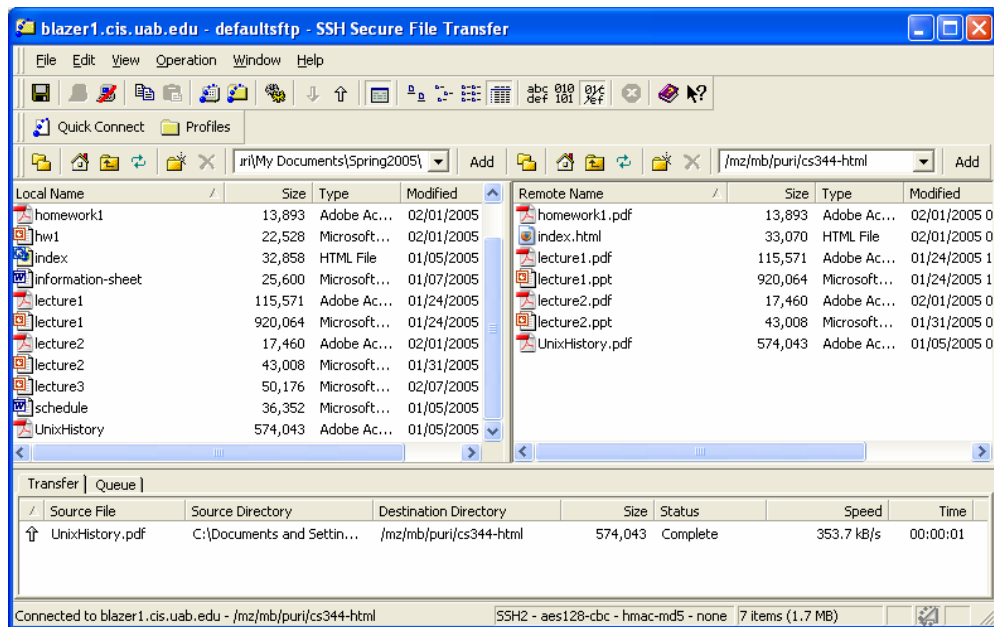 blazer1.cis.uab.edu - defaultsftp - SSH Secure File Transfer
File Edit View Operation Window Help
abc def 010 101
Quick Connect Profiles
uri\My Documents\Spring2005\ Add /mz/mb/puri/cs344-html Add
Local Name / Size Type Modified
homework1 13,893 Adobe Ac... 02/01/2005
hw1 22,528 Microsoft... 02/01/2005
index 32,858 HTML File 01/05/2005
information-sheet 25,600 Microsoft... 01/07/2005
lecture1 115,571 Adobe Ac... 01/24/2005
lecture1 920,064 Microsoft... 01/24/2005
lecture2 17,460 Adobe Ac... 02/01/2005
lecture2 43,008 Microsoft... 01/31/2005
lecture3 50,176 Microsoft... 02/07/2005
schedule 36,352 Microsoft... 01/05/2005
UnixHistory 574,043 Adobe Ac... 01/05/2005
Remote Name / Size Type Modified
homework1.pdf 13,893 Adobe Ac... 02/01/2005 0
index.html 33,070 HTML File 02/01/2005 0
lecture1.pdf 115,571 Adobe Ac... 01/24/2005 1
lecture1.ppt 920,064 Microsoft... 01/24/2005 1
lecture2.pdf 17,460 Adobe Ac... 02/01/2005 0
lecture2.ppt 43,008 Microsoft... 01/31/2005 0
UnixHistory.pdf 574,043 Adobe Ac... 01/05/2005 0
Transfer Queue
/ Source File Source Directory Destination Directory Size Status Speed Time
UnixHistory.pdf C:\Documents and Settin... /mz/mb/puri/cs344-html 574,043 Complete 353.7 kB/s 00:00:01
Connected to blazer1.cis.uab.edu - /mz/mb/puri/cs344-html SSH2 - aes128-cbc - hmac-md5 - none 7 items (1.7 MB)